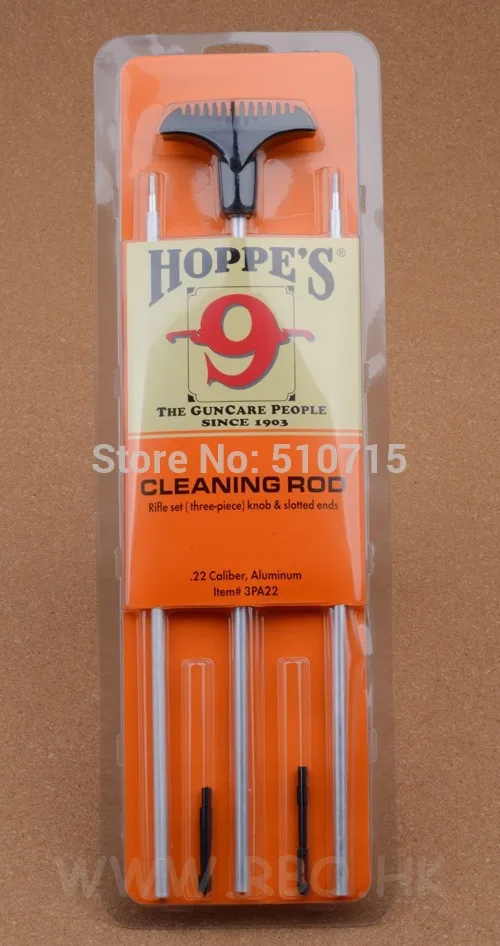 HOPPE'S®
9
THE GUNCARE PEOPLE
SINCE 1903
Store No: 510715
CLEANING ROD
Rifle set (three-piece) knob & slotted ends
.22 Caliber, Aluminum
Item# 3PA22
WWW.RBO.HK